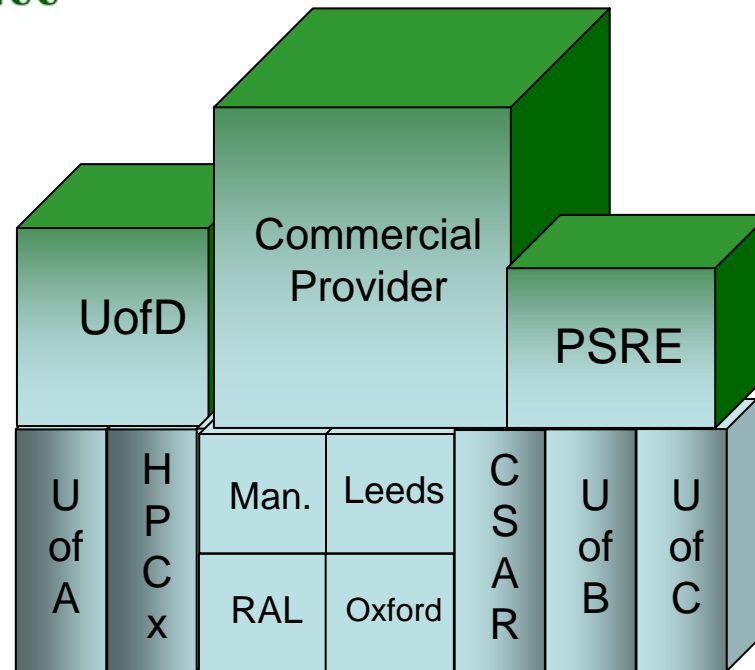 Commercial
Provider
UofD
PSRE
U
of
A
H
P
C
x
Man.
Leeds
RAL
Oxford
C
S
A
R
U
of
B
U
of
C